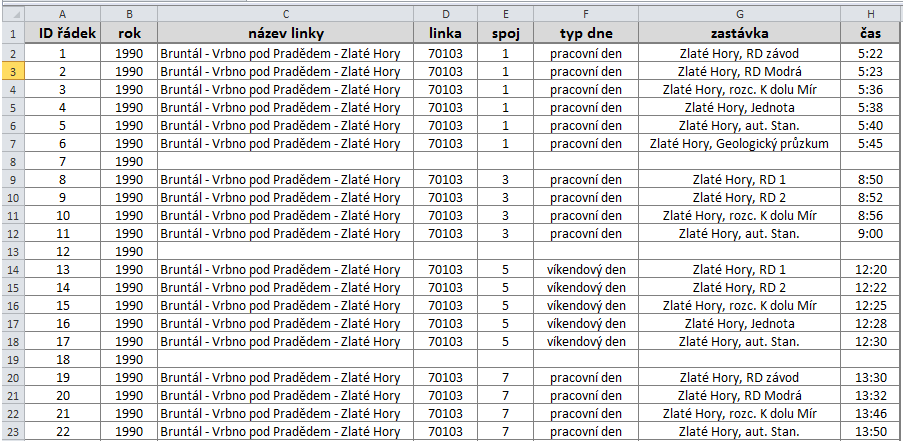 A B C D E F G H
1 ID řádek rok název linky linka spoj typ dne zastávka čas
2 1 1990 Bruntál - Vrbno pod Pradědem - Zlaté Hory 70103 1 pracovní den Zlaté Hory, RD závod 5:22
3 2 1990 Bruntál - Vrbno pod Pradědem - Zlaté Hory 70103 1 pracovní den Zlaté Hory, RD Modrá 5:23
4 3 1990 Bruntál - Vrbno pod Pradědem - Zlaté Hory 70103 1 pracovní den Zlaté Hory, rozc. K dolu Mír 5:36
5 4 1990 Bruntál - Vrbno pod Pradědem - Zlaté Hory 70103 1 pracovní den Zlaté Hory, Jednota 5:38
6 5 1990 Bruntál - Vrbno pod Pradědem - Zlaté Hory 70103 1 pracovní den Zlaté Hory, aut. Stan. 5:40
7 6 1990 Bruntál - Vrbno pod Pradědem - Zlaté Hory 70103 1 pracovní den Zlaté Hory, Geologický průzkum 5:45
8 7 1990
9 8 1990 Bruntál - Vrbno pod Pradědem - Zlaté Hory 70103 3 pracovní den Zlaté Hory, RD 1 8:50
10 9 1990 Bruntál - Vrbno pod Pradědem - Zlaté Hory 70103 3 pracovní den Zlaté Hory, RD 2 8:52
11 10 1990 Bruntál - Vrbno pod Pradědem - Zlaté Hory 70103 3 pracovní den Zlaté Hory, rozc. K dolu Mír 8:56
12 11 1990 Bruntál - Vrbno pod Pradědem - Zlaté Hory 70103 3 pracovní den Zlaté Hory, aut. Stan. 9:00
13 12 1990
14 13 1990 Bruntál - Vrbno pod Pradědem - Zlaté Hory 70103 5 víkendový den Zlaté Hory, RD 1 12:20
15 14 1990 Bruntál - Vrbno pod Pradědem - Zlaté Hory 70103 5 víkendový den Zlaté Hory, RD 2 12:22
16 15 1990 Bruntál - Vrbno pod Pradědem - Zlaté Hory 70103 5 víkendový den Zlaté Hory, rozc. K dolu Mír 12:25
17 16 1990 Bruntál - Vrbno pod Pradědem - Zlaté Hory 70103 5 víkendový den Zlaté Hory, Jednota 12:28
18 17 1990 Bruntál - Vrbno pod Pradědem - Zlaté Hory 70103 5 víkendový den Zlaté Hory, aut. Stan. 12:30
19 18 1990
20 19 1990 Bruntál - Vrbno pod Pradědem - Zlaté Hory 70103 7 pracovní den Zlaté Hory, RD závod 13:30
21 20 1990 Bruntál - Vrbno pod Pradědem - Zlaté Hory 70103 7 pracovní den Zlaté Hory, RD Modrá 13:32
22 21 1990 Bruntál - Vrbno pod Pradědem - Zlaté Hory 70103 7 pracovní den Zlaté Hory, rozc. K dolu Mír 13:46
23 22 1990 Bruntál - Vrbno pod Pradědem - Zlaté Hory 70103 7 pracovní den Zlaté Hory, aut. Stan. 13:50